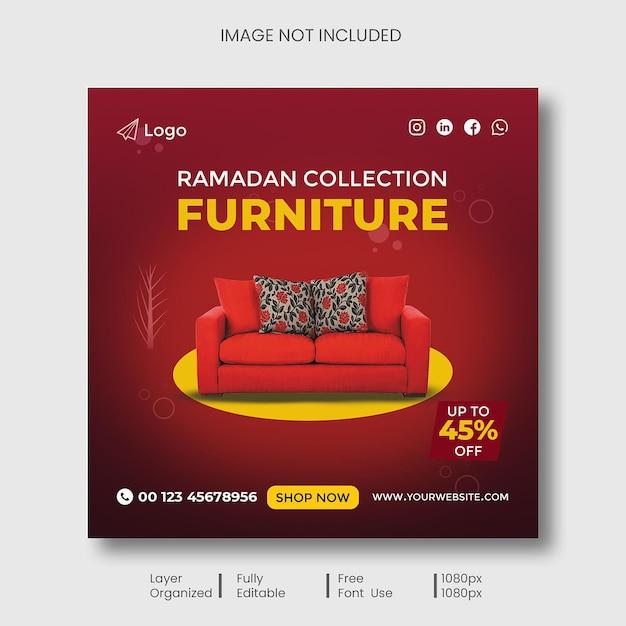 IMAGE NOT INCLUDED
Logo
RAMADAN COLLECTION
FURNITURE
UP TO
45%
OFF
00 123 45678956
SHOP NOW
WWW.YOURWEBSITE.COM
Layer
Organized
Fully
Editable
Free
Font Use
1080px
1080px